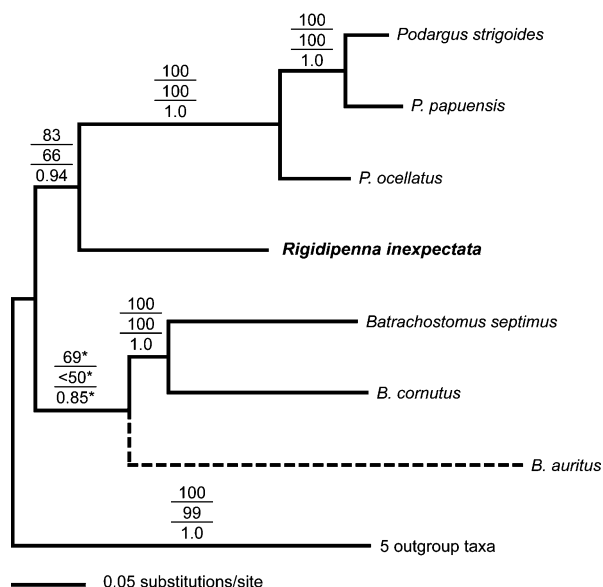 100
100
1.0
Podargus strigoides
100
100
1.0
P. papuensis
83
66
0.94
P. ocellatus
Rigidipenna inexpectata
100
100
1.0
Batrachostomus septimus
69*
<50*
0.85*
B. cornutus
B. auritus
100
99
1.0
5 outgroup taxa
0.05 substitutions/site